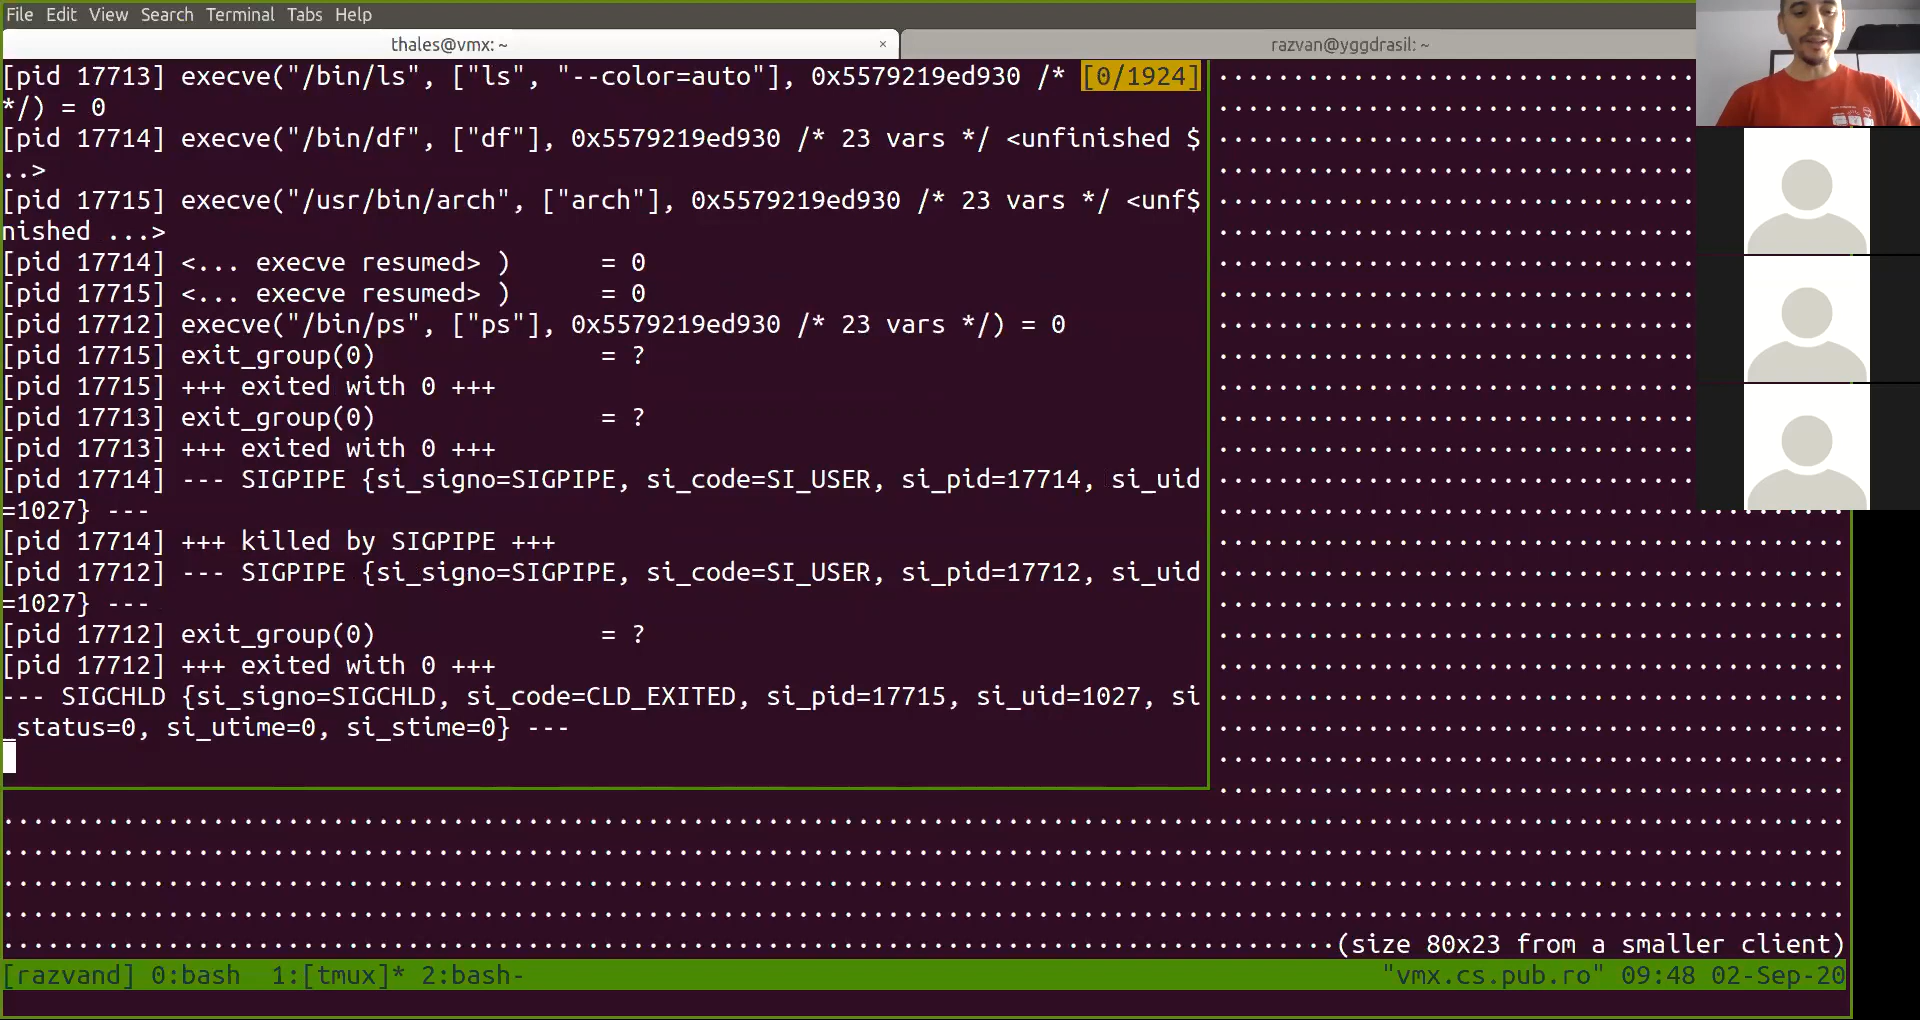 File Edit View Search Terminal Tabs Help
thales@vmx: ~ × razvan@yggdrasil: ~
[pid 17713] execve("/bin/ls", ["ls", "--color=auto"], 0x5579219ed930 /* [0/1924]
*/) = 0
[pid 17714] execve("/bin/df", ["df"], 0x5579219ed930 /* 23 vars */ <unfinished $
..>
[pid 17715] execve("/usr/bin/arch", ["arch"], 0x5579219ed930 /* 23 vars */ <unf$
nished ...>
[pid 17714] <... execve resumed> )      = 0
[pid 17715] <... execve resumed> )      = 0
[pid 17712] execve("/bin/ps", ["ps"], 0x5579219ed930 /* 23 vars */) = 0
[pid 17715] exit_group(0)               = ?
[pid 17715] +++ exited with 0 +++
[pid 17713] exit_group(0)               = ?
[pid 17713] +++ exited with 0 +++
[pid 17714] --- SIGPIPE {si_signo=SIGPIPE, si_code=SI_USER, si_pid=17714, si_uid
=1027} ---
[pid 17714] +++ killed by SIGPIPE +++
[pid 17712] --- SIGPIPE {si_signo=SIGPIPE, si_code=SI_USER, si_pid=17712, si_uid
=1027} ---
[pid 17712] exit_group(0)               = ?
[pid 17712] +++ exited with 0 +++
--- SIGCHLD {si_signo=SIGCHLD, si_code=CLD_EXITED, si_pid=17715, si_uid=1027, si
_status=0, si_utime=0, si_stime=0} ---
(size 80x23 from a smaller client)
[razvand] 0:bash  1:[tmux]* 2:bash- "vmx.cs.pub.ro" 09:48 02-Sep-20